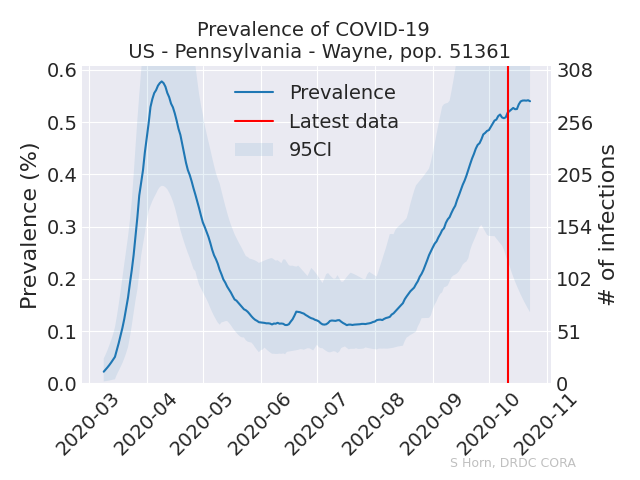 Prevalence of COVID-19
US - Pennsylvania - Wayne, pop. 51361
Prevalence (%)
0.6
0.5
0.4
0.3
0.2
0.1
0.0
Prevalence
Latest data
95CI
308
256
205
154
102
51
0
# of infections
2020-03
2020-04
2020-05
2020-06
2020-07
2020-08
2020-09
2020-10
2020-11
S Horn, DRDC CORA